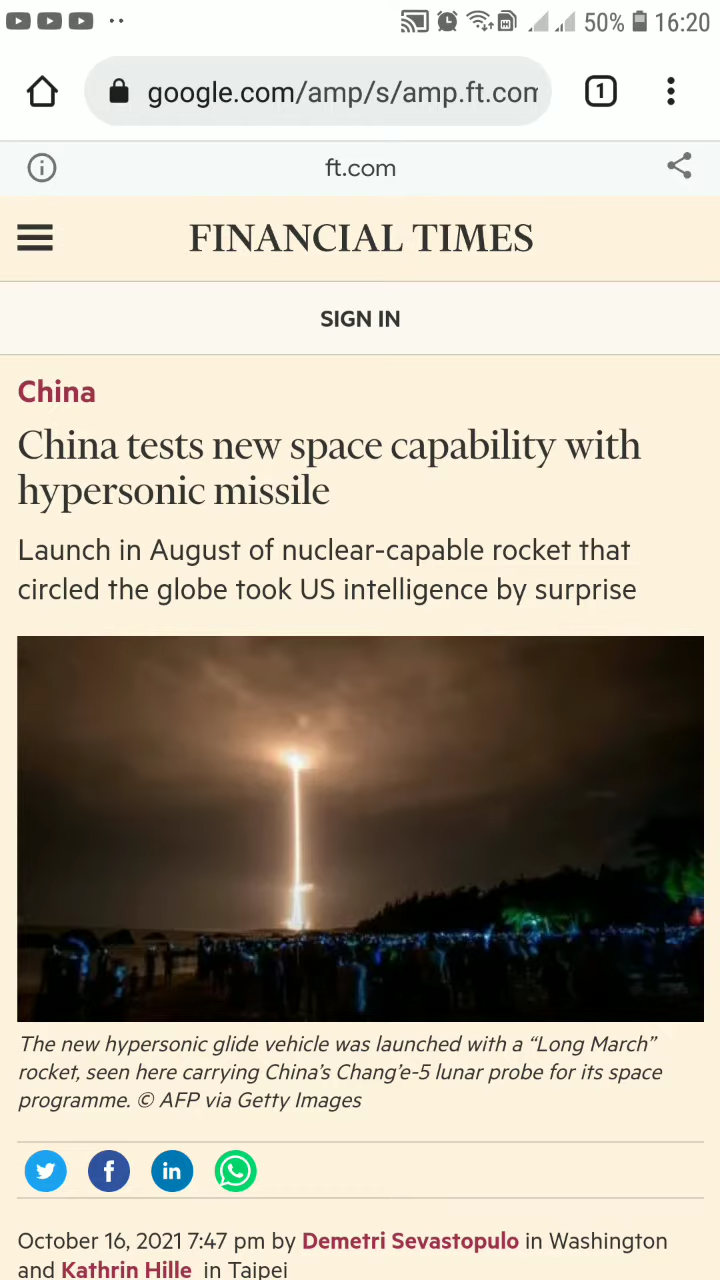 50% 16:20
google.com/amp/s/amp.ft.com
1
ft.com
FINANCIAL TIMES
SIGN IN
China
China tests new space capability with
hypersonic missile
Launch in August of nuclear-capable rocket that
circled the globe took US intelligence by surprise
The new hypersonic glide vehicle was launched with a “Long March”
rocket, seen here carrying China’s Chang’e-5 lunar probe for its space
programme. © AFP via Getty Images
October 16, 2021 7:47 pm by Demetri Sevastopulo in Washington
and Kathrin Hille in Taipei